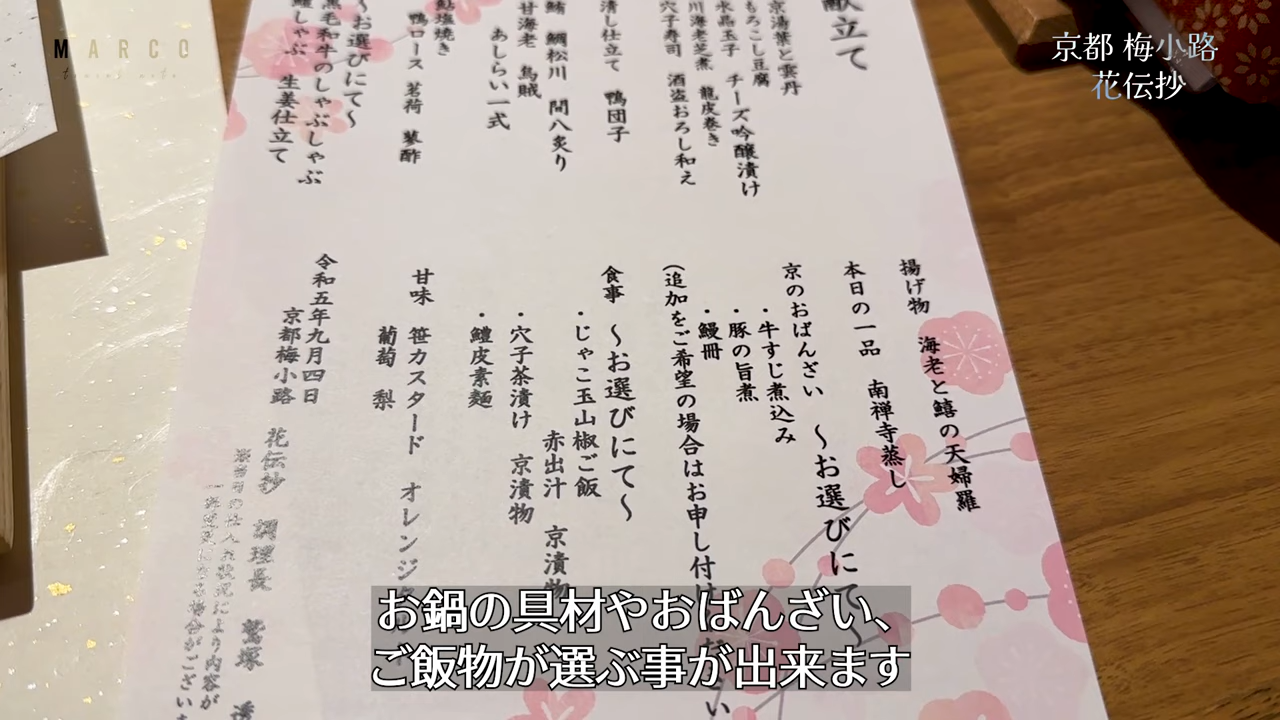 MARCO
travel note
京都 梅小路
花伝抄
献立て
京湯葉と雲丹
もろこし豆腐
水晶玉子 チーズ吟醸漬け
川海老芝煮 龍皮巻き
穴子寿司 酒盗おろし和え
清し仕立て 鴨団子
鮪 鯛松川 間八炙り
甘海老 烏賊
あしらい一式
塩焼き
鴨ロース 茗荷 蓼酢
〜お選びにて〜
黒毛和牛のしゃぶしゃぶ
鱧しゃぶ 生姜仕立て
揚げ物 海老と鱚の天婦羅
本日の一品 南禅寺蒸し
京のおばんざい 〜お選びにて〜
・牛すじ煮込み
・豚の旨煮
・鰻冊
(追加をご希望の場合はお申し付け
食事 〜お選びにて〜
・じゃこ玉山椒ご飯
赤出汁 京漬物
・穴子茶漬け 京漬物
・鱧皮素麺
甘味 笹カスタード オレンジ
葡萄 梨
令和五年九月四日
京都梅小路 花伝抄 調理長 鷲塚
お鍋の具材やおばんざい、
ご飯物が選ぶ事が出来ます